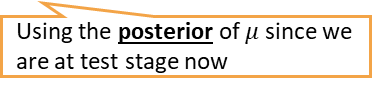 Using the posterior of μ since we
are at test stage now